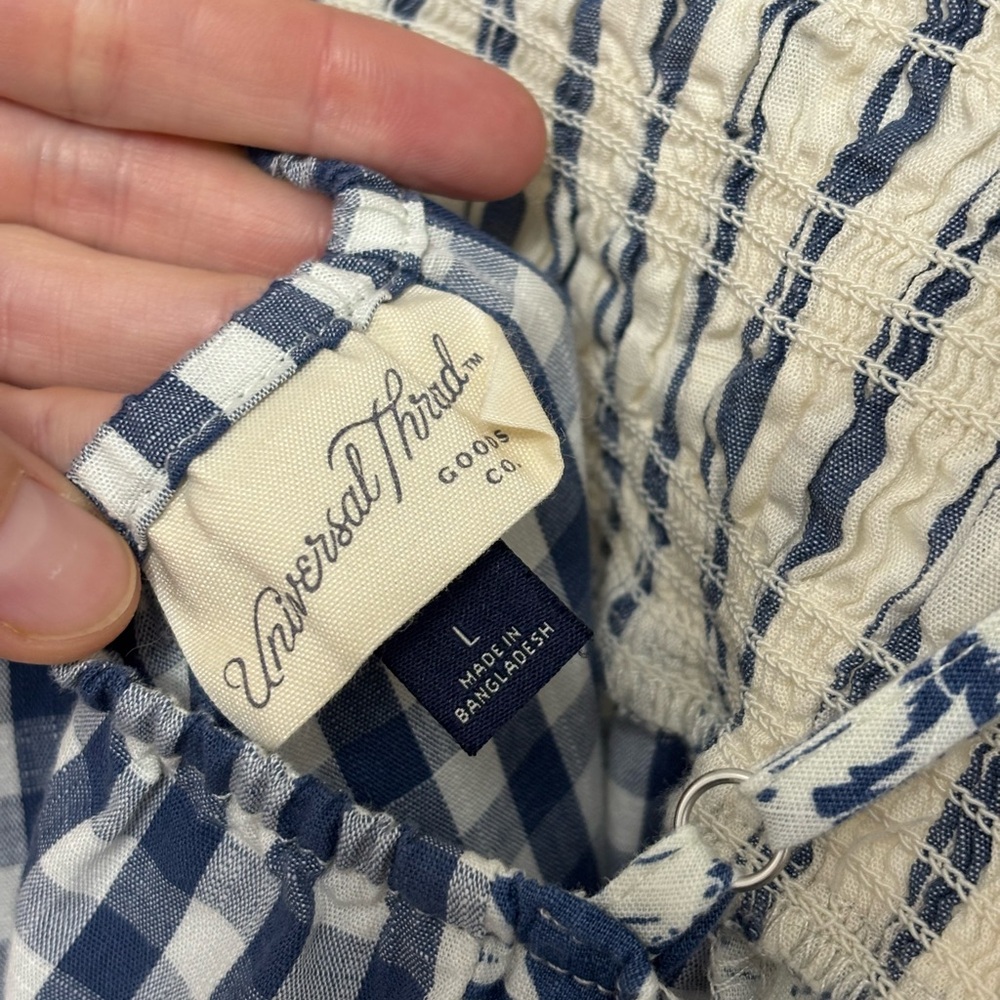 Universal Thread™
GOODS
CO.
L
MADE IN
BANGLADESH